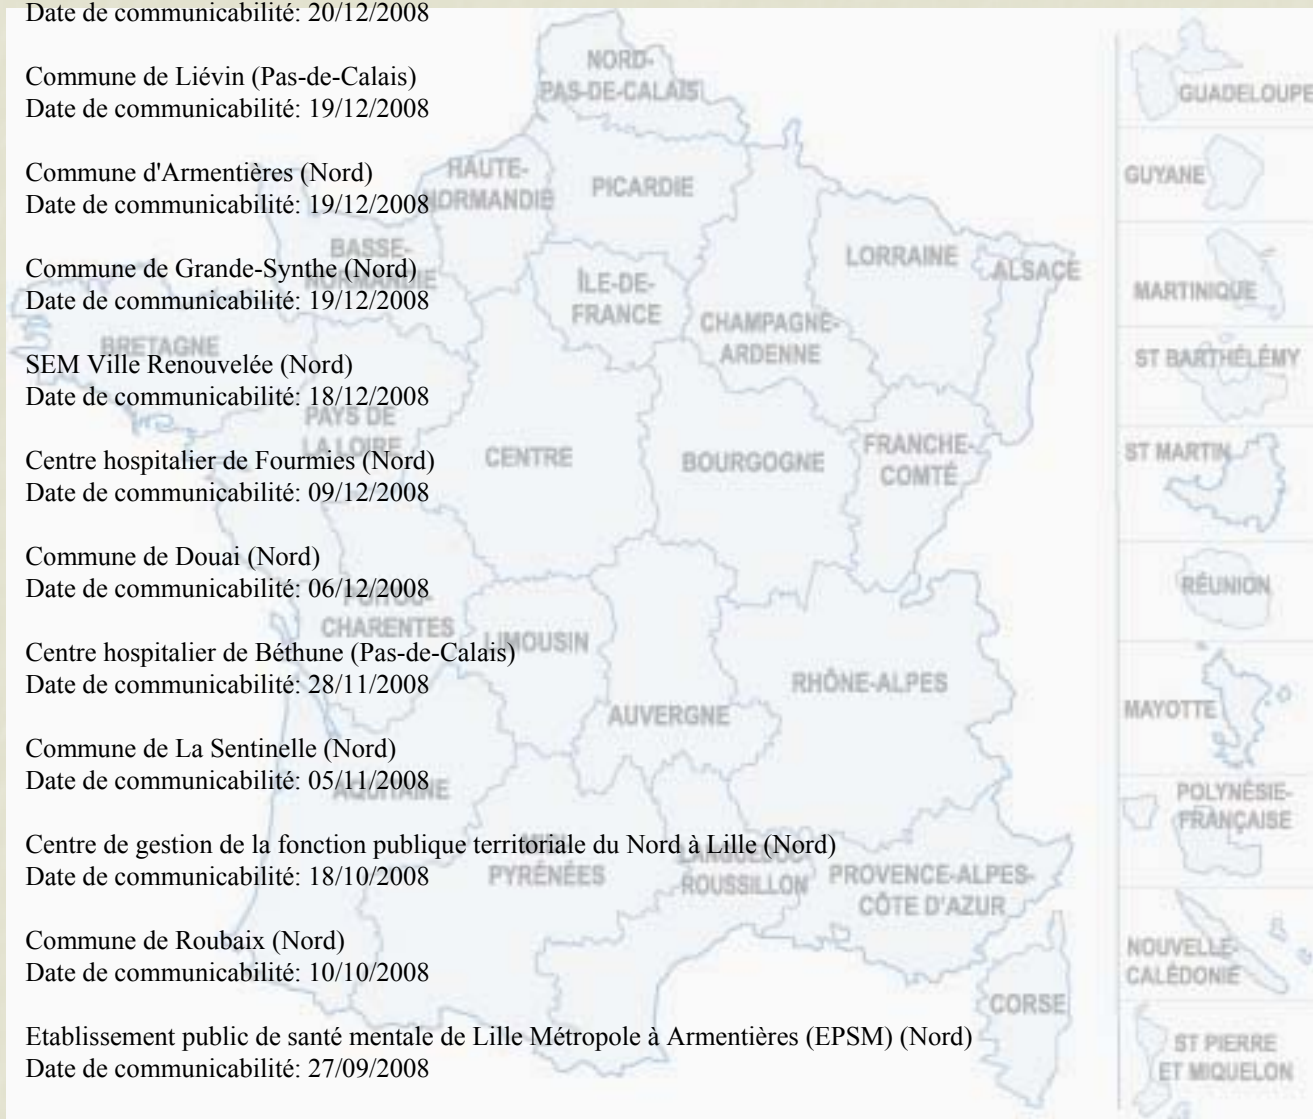 Date de communicabilité: 20/12/2008
Commune de Liévin (Pas-de-Calais)
Date de communicabilité: 19/12/2008
Commune d'Armentières (Nord)
Date de communicabilité: 19/12/2008
Commune de Grande-Synthe (Nord)
Date de communicabilité: 19/12/2008
SEM Ville Renouvelée (Nord)
Date de communicabilité: 18/12/2008
Centre hospitalier de Fourmies (Nord)
Date de communicabilité: 09/12/2008
Commune de Douai (Nord)
Date de communicabilité: 06/12/2008
Centre hospitalier de Béthune (Pas-de-Calais)
Date de communicabilité: 28/11/2008
Commune de La Sentinelle (Nord)
Date de communicabilité: 05/11/2008
Centre de gestion de la fonction publique territoriale du Nord à Lille (Nord)
Date de communicabilité: 18/10/2008
Commune de Roubaix (Nord)
Date de communicabilité: 10/10/2008
Etablissement public de santé mentale de Lille Métropole à Armentières (EPSM) (Nord)
Date de communicabilité: 27/09/2008
NORD-
PAS-DE-CALAIS
HAUTE-
NORMANDIE
PICARDIE
BASSE-
NORMANDIE
ÎLE-DE-
FRANCE
LORRAINE
ALSACE
CHAMPAGNE-
ARDENNE
BRETAGNE
PAYS DE
LA LOIRE
CENTRE
BOURGOGNE
FRANCHE-
COMTÉ
POITOU-
CHARENTES
LIMOUSIN
AUVERGNE
RHÔNE-ALPES
AQUITAINE
MIDI-
PYRÉNÉES
LANGUEDOC-
ROUSSILLON
PROVENCE-ALPES-
CÔTE D'AZUR
CORSE
GUADELOUPE
GUYANE
MARTINIQUE
ST BARTHÉLÉMY
ST MARTIN
RÉUNION
MAYOTTE
POLYNÉSIE-
FRANÇAISE
NOUVELLE-
CALÉDONIE
ST PIERRE
ET MIQUELON